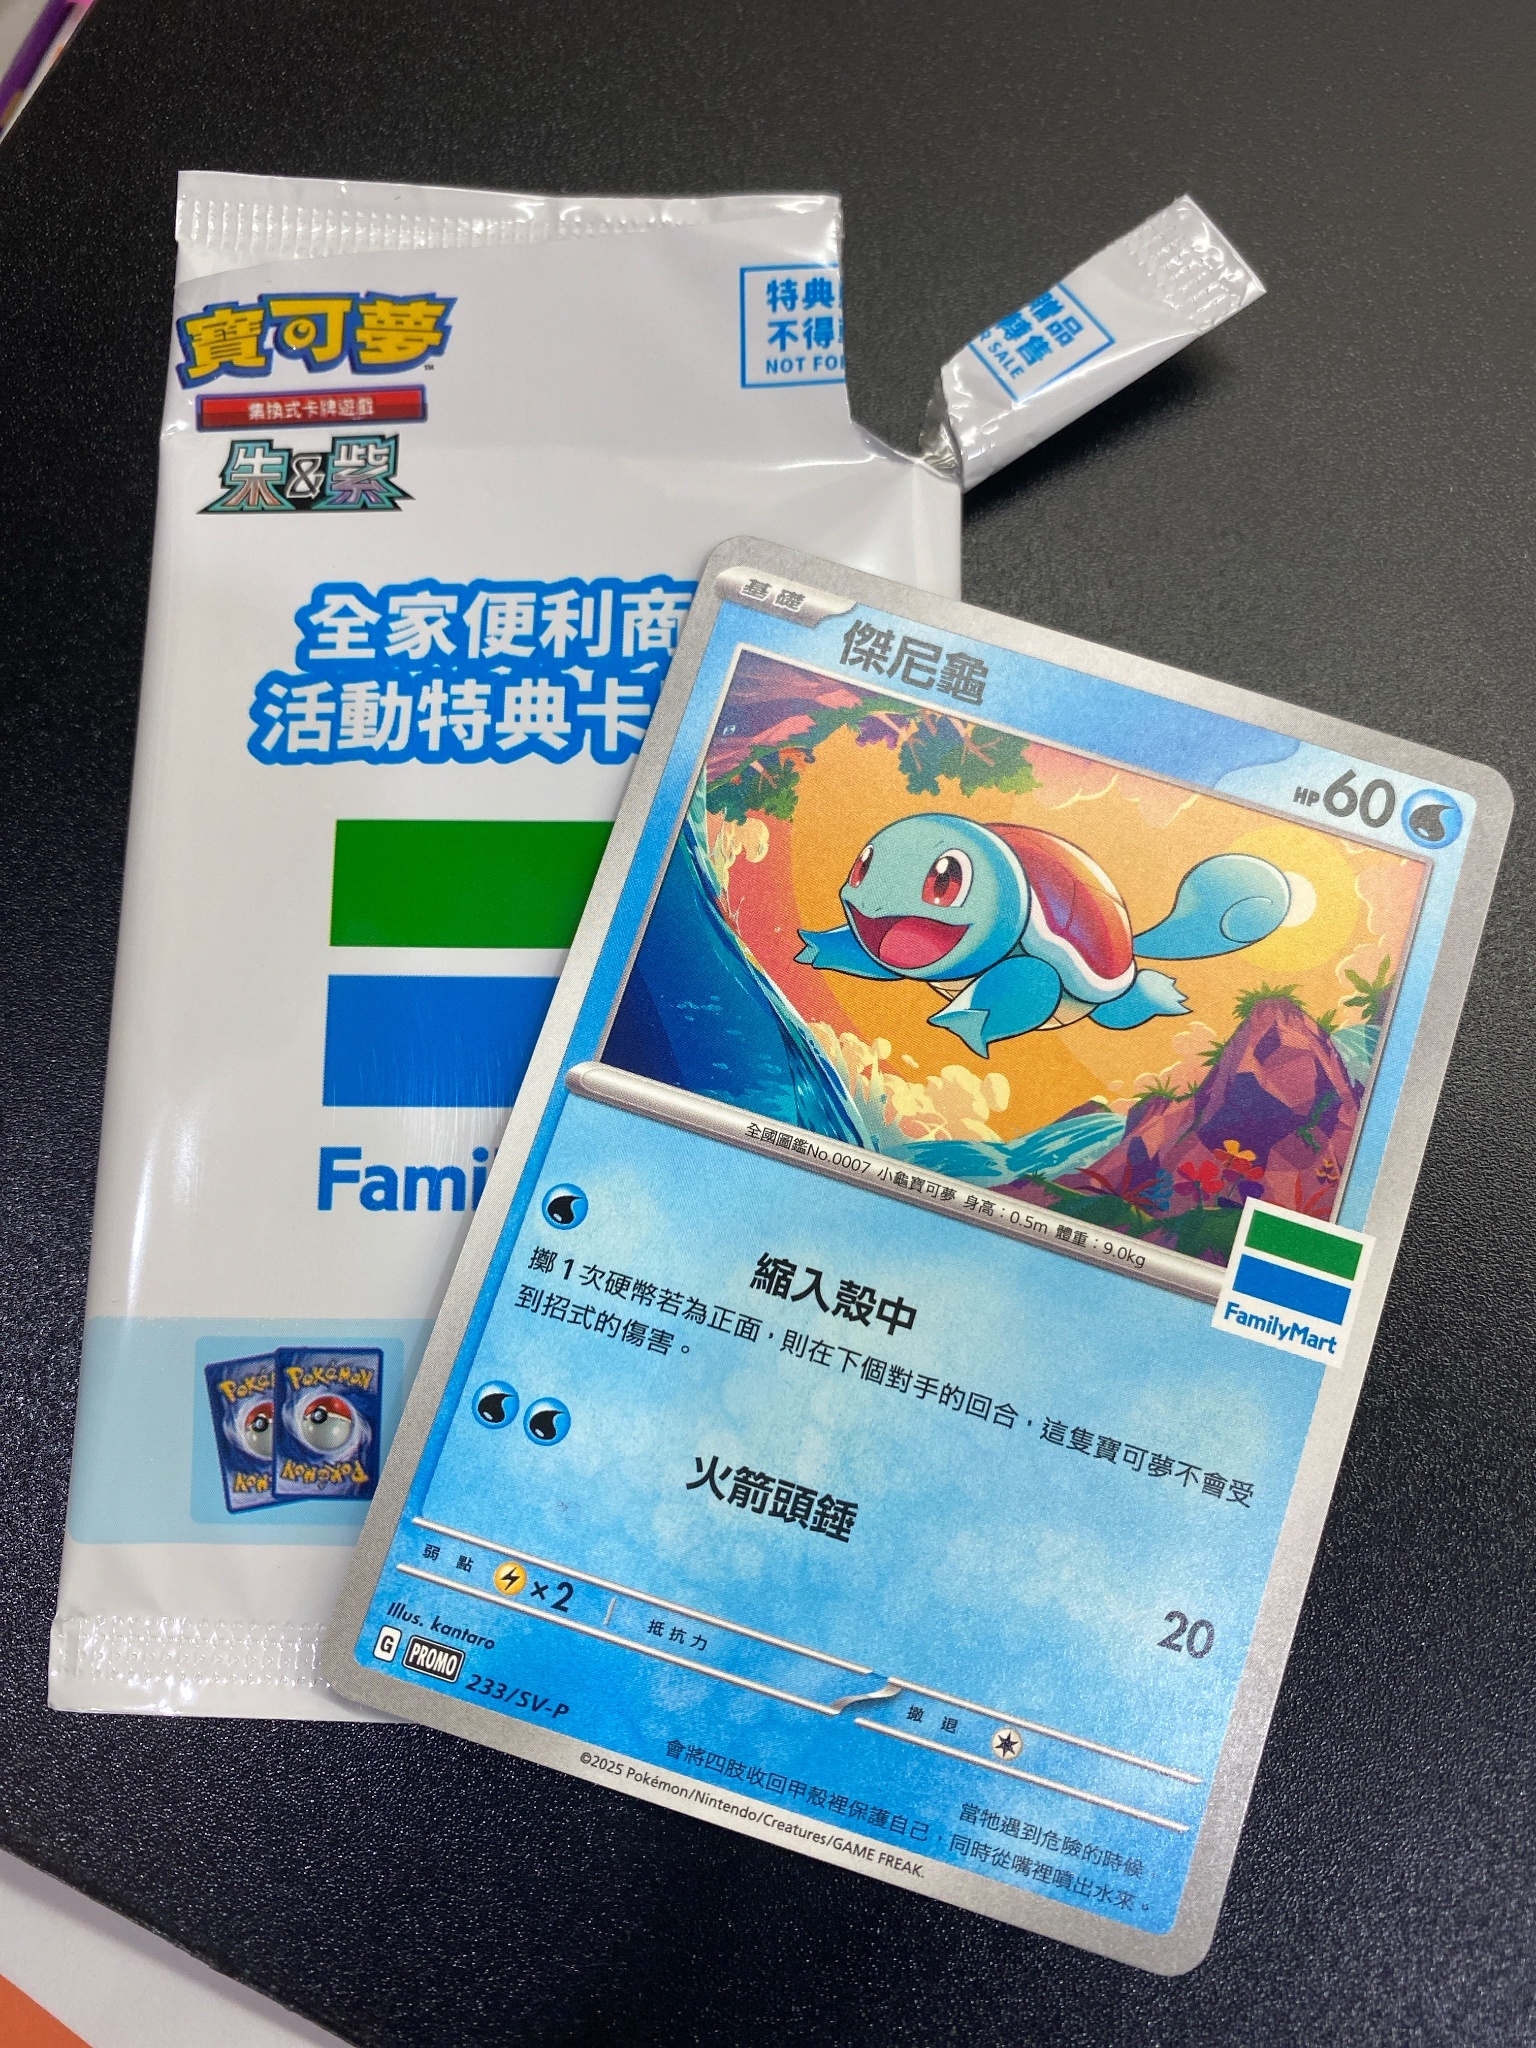 寶可夢
™
集換式卡牌遊戲
朱&紫
特典
不得
NOT FO
贈品
轉售
R SALE
全家便利商
活動特典卡
Fami
Pokémon
Pokémon
基礎
傑尼龜
HP60
全國圖鑑No.0007 小龜寶可夢 身高：0.5m 體重：9.0kg
FamilyMart
縮入殼中
擲1次硬幣若為正面，則在下個對手的回合，這隻寶可夢不會受
到招式的傷害。
火箭頭錘
20
弱點 ×2
抵抗力
撤退
Illus. kantaro
G PROMO 233/SV-P
當牠遇到危險的時候，
會將四肢收回甲殼裡保護自己，同時從嘴裡噴出水來。
©2025 Pokémon/Nintendo/Creatures/GAME FREAK.